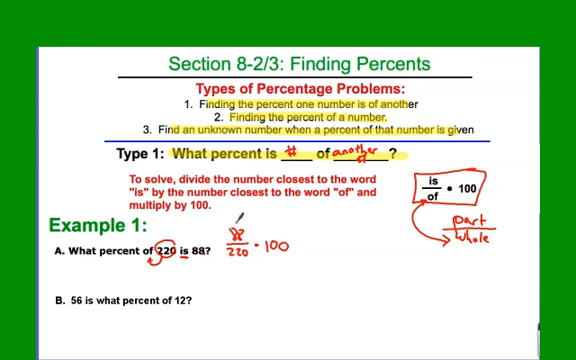 Section 8-2/3: Finding Percents
Types of Percentage Problems:
1. Finding the percent one number is of another
2. Finding the percent of a number.
3. Find an unknown number when a percent of that number is given
Type 1: What percent is # of another # ?
To solve, divide the number closest to the word
"is" by the number closest to the word "of" and
multiply by 100.
is
of
• 100
part
whole
Example 1:
A. What percent of 220 is 88?
88
220
• 100
B. 56 is what percent of 12?